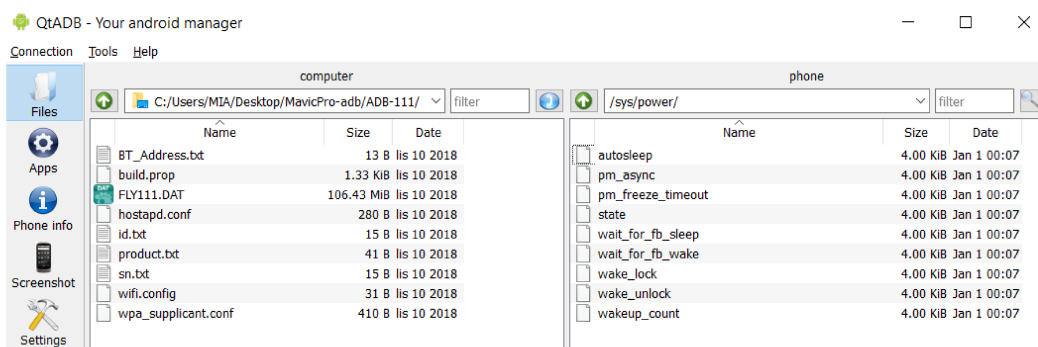 QtADB - Your android manager
Connection Tools Help
Files
Apps
Phone info
Screenshot
Settings
computer
C:/Users/MIA/Desktop/MavicPro-adb/ADB-111/ filter
Name Size Date
BT_Address.txt 13 B lis 10 2018
build.prop 1.33 KiB lis 10 2018
DAT FLY111.DAT 106.43 MiB lis 10 2018
hostapd.conf 280 B lis 10 2018
id.txt 15 B lis 10 2018
product.txt 41 B lis 10 2018
sn.txt 15 B lis 10 2018
wifi.config 31 B lis 10 2018
wpa_supplicant.conf 410 B lis 10 2018
phone
/sys/power/ filter
Name Size Date
autosleep 4.00 KiB Jan 1 00:07
pm_async 4.00 KiB Jan 1 00:07
pm_freeze_timeout 4.00 KiB Jan 1 00:07
state 4.00 KiB Jan 1 00:07
wait_for_fb_sleep 4.00 KiB Jan 1 00:07
wait_for_fb_wake 4.00 KiB Jan 1 00:07
wake_lock 4.00 KiB Jan 1 00:07
wake_unlock 4.00 KiB Jan 1 00:07
wakeup_count 4.00 KiB Jan 1 00:07